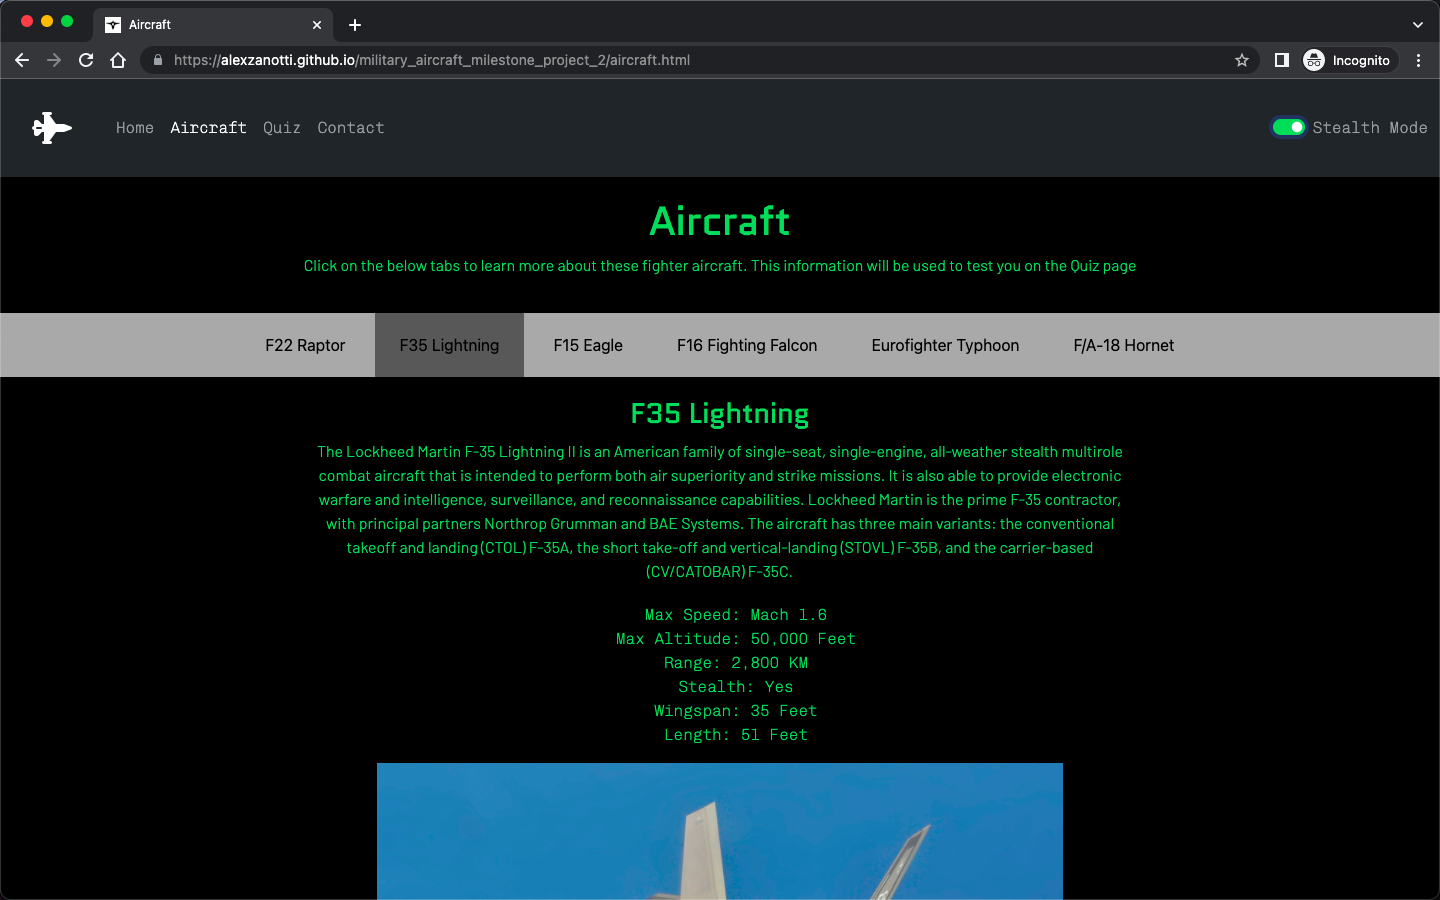 Aircraft
https://alexzanotti.github.io/military_aircraft_milestone_project_2/aircraft.html
Incognito
Home Aircraft Quiz Contact
Stealth Mode
Aircraft
Click on the below tabs to learn more about these fighter aircraft. This information will be used to test you on the Quiz page
F22 Raptor F35 Lightning F15 Eagle F16 Fighting Falcon Eurofighter Typhoon F/A-18 Hornet
F35 Lightning
The Lockheed Martin F-35 Lightning II is an American family of single-seat, single-engine, all-weather stealth multirole
combat aircraft that is intended to perform both air superiority and strike missions. It is also able to provide electronic
warfare and intelligence, surveillance, and reconnaissance capabilities. Lockheed Martin is the prime F-35 contractor,
with principal partners Northrop Grumman and BAE Systems. The aircraft has three main variants: the conventional
takeoff and landing (CTOL) F-35A, the short take-off and vertical-landing (STOVL) F-35B, and the carrier-based
(CV/CATOBAR) F-35C.
Max Speed: Mach 1.6
Max Altitude: 50,000 Feet
Range: 2,800 KM
Stealth: Yes
Wingspan: 35 Feet
Length: 51 Feet